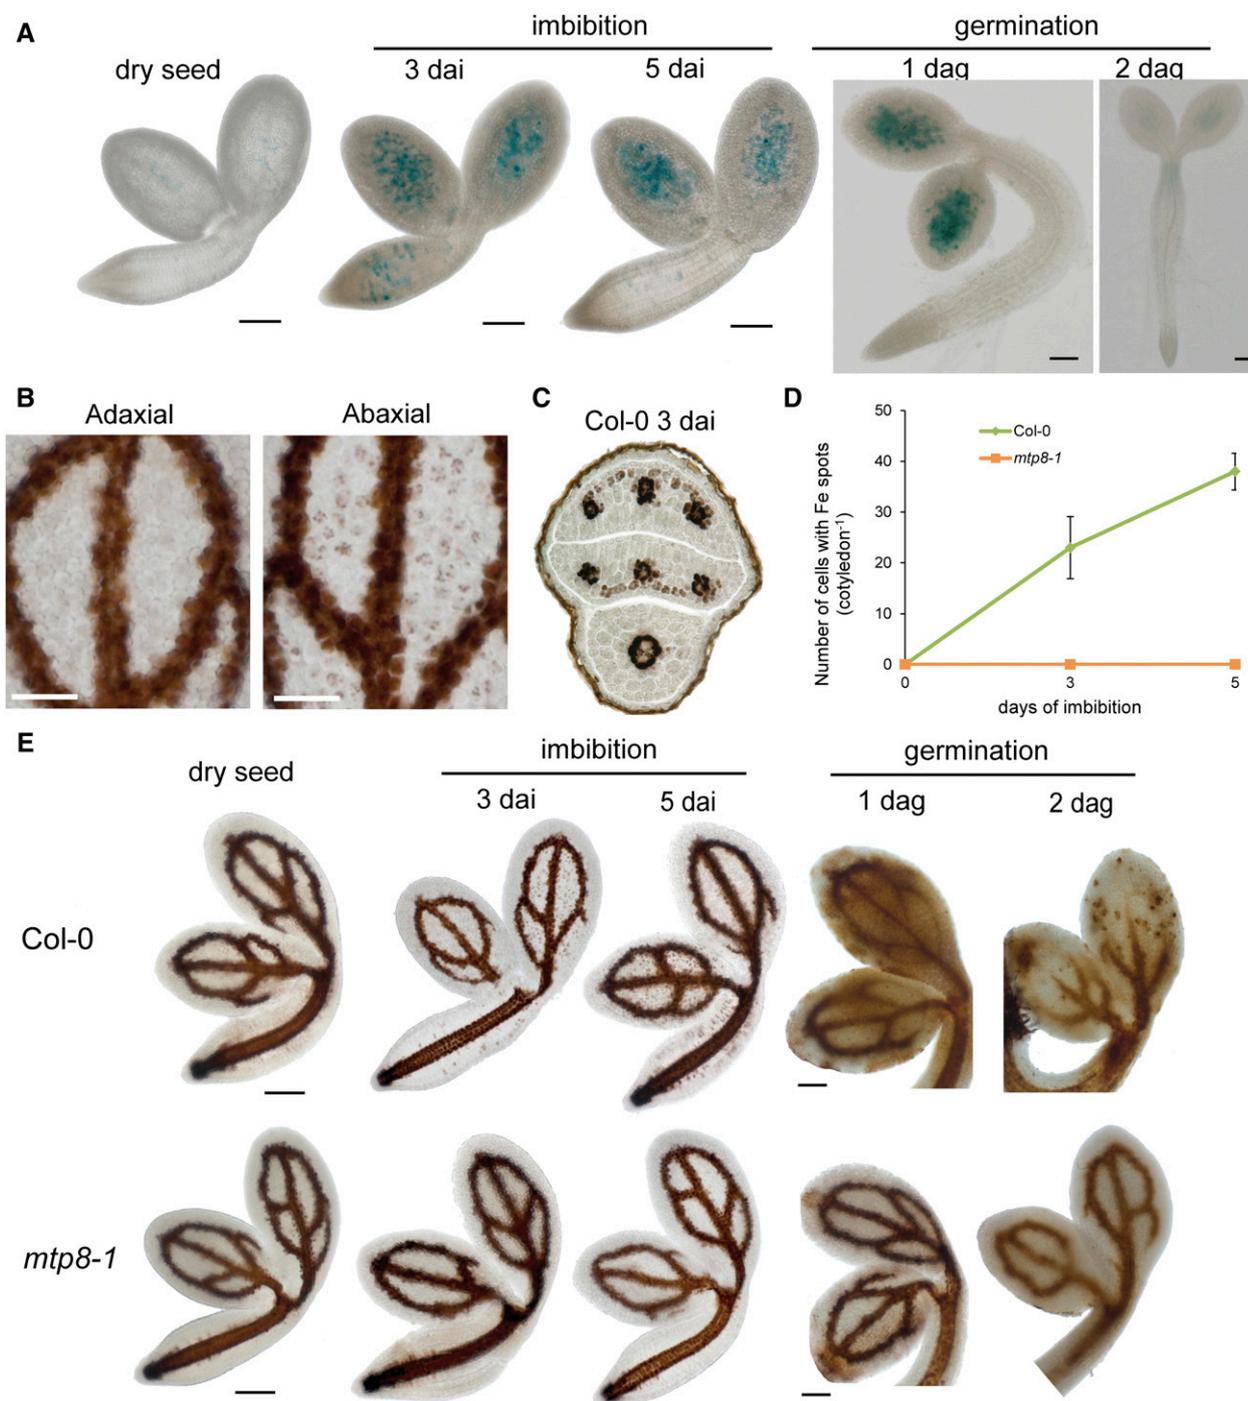 A
imbibition
germination
dry seed
3 dai
5 dai
1 dag
2 dag
B
Adaxial
Abaxial
C
Col-0 3 dai
D
Number of cells with Fe spots
(cotyledon-1)
50
40
30
20
10
0
Col-0
mtp8-1
0
3
5
days of imbibition
E
imbibition
germination
dry seed
3 dai
5 dai
1 dag
2 dag
Col-0
mtp8-1